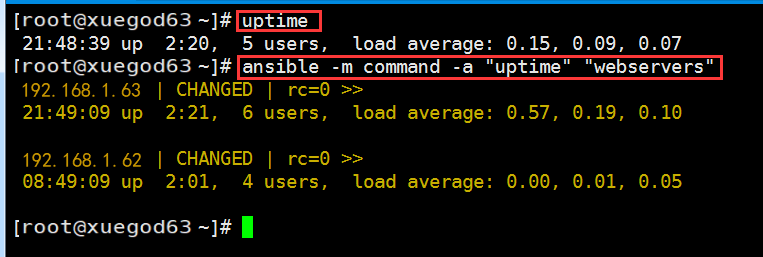 [root@xuegod63 ~]# uptime
21:48:39 up 2:20, 5 users, load average: 0.15, 0.09, 0.07
[root@xuegod63 ~]# ansible -m command -a "uptime" "webservers"
192.168.1.63 | CHANGED | rc=0 >>
21:49:09 up 2:21, 6 users, load average: 0.57, 0.19, 0.10
192.168.1.62 | CHANGED | rc=0 >>
08:49:09 up 2:01, 4 users, load average: 0.00, 0.01, 0.05
[root@xuegod63 ~]#